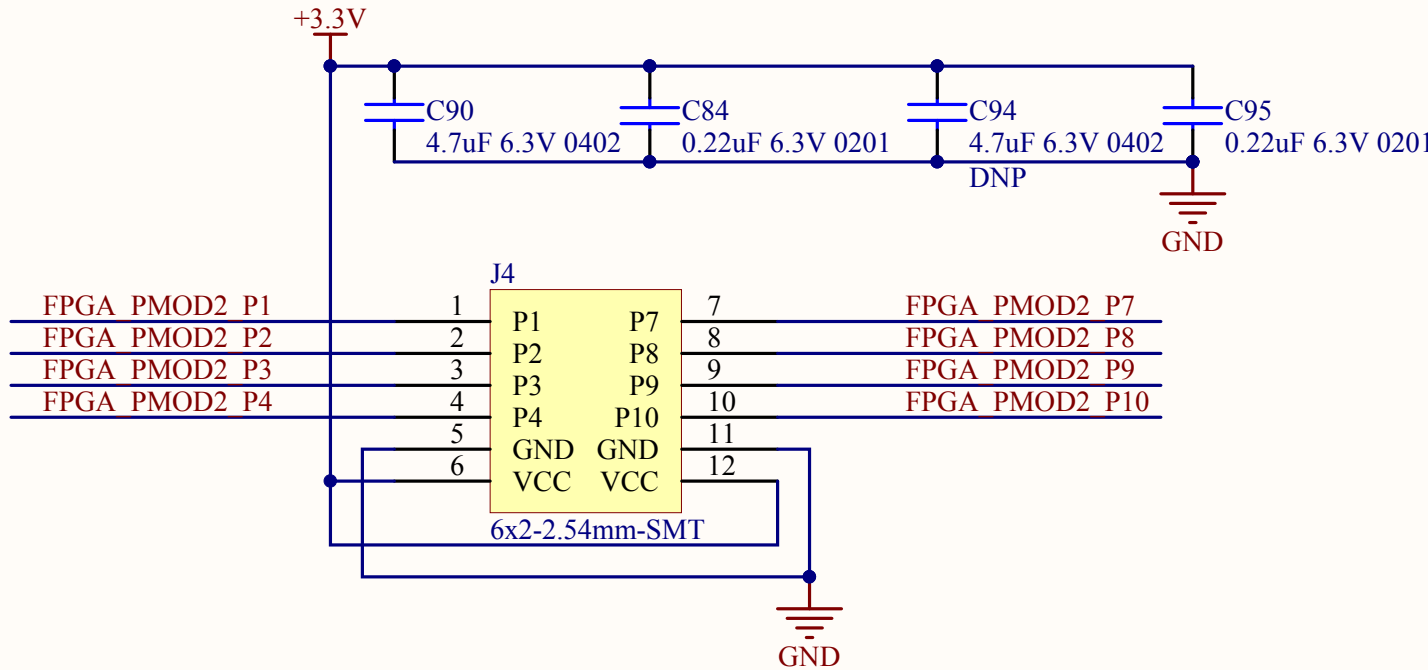 +3.3V
C90
4.7uF 6.3V 0402
C84
0.22uF 6.3V 0201
C94
4.7uF 6.3V 0402
DNP
C95
0.22uF 6.3V 0201
GND
J4
FPGA_PMOD2_P1 1 P1 P7 7 FPGA_PMOD2_P7
FPGA_PMOD2_P2 2 P2 P8 8 FPGA_PMOD2_P8
FPGA_PMOD2_P3 3 P3 P9 9 FPGA_PMOD2_P9
FPGA_PMOD2_P4 4 P4 P10 10 FPGA_PMOD2_P10
5 GND GND 11
6 VCC VCC 12
6x2-2.54mm-SMT
GND